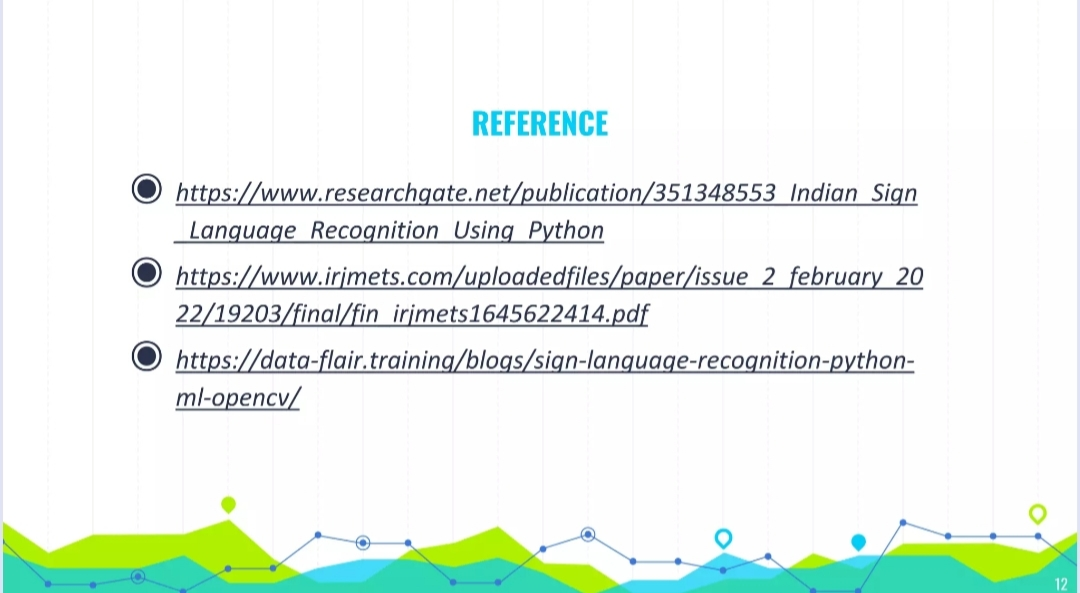 REFERENCE
https://www.researchgate.net/publication/351348553_Indian_Sign
_Language_Recognition_Using_Python
https://www.irjmets.com/uploadedfiles/paper/issue_2_february_20
22/19203/final/fin_irjmets1645622414.pdf
https://data-flair.training/blogs/sign-language-recognition-python-
ml-opencv/
12